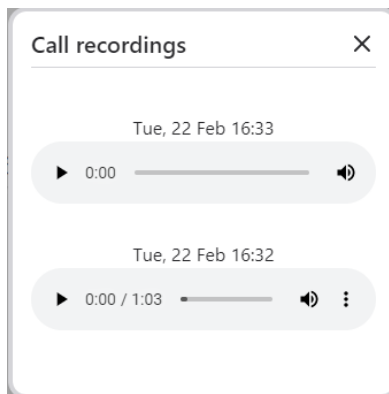 Call recordings
Tue, 22 Feb 16:33
0:00
Tue, 22 Feb 16:32
0:00 / 1:03